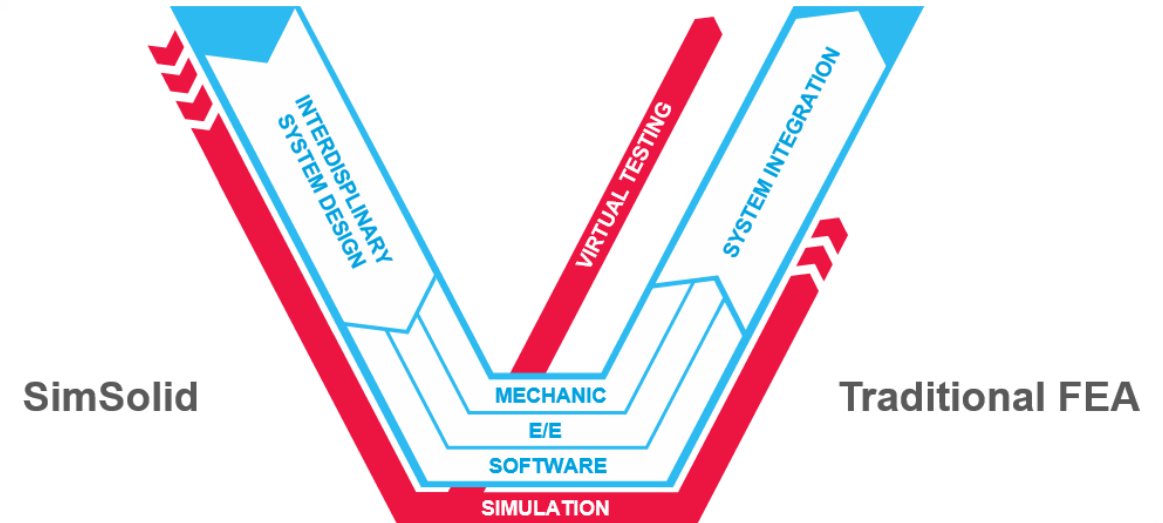 INTERDISPLINARY
SYSTEM DESIGN
VIRTUAL TESTING
SYSTEM INTEGRATION
SimSolid
Traditional FEA
MECHANIC
E/E
SOFTWARE
SIMULATION